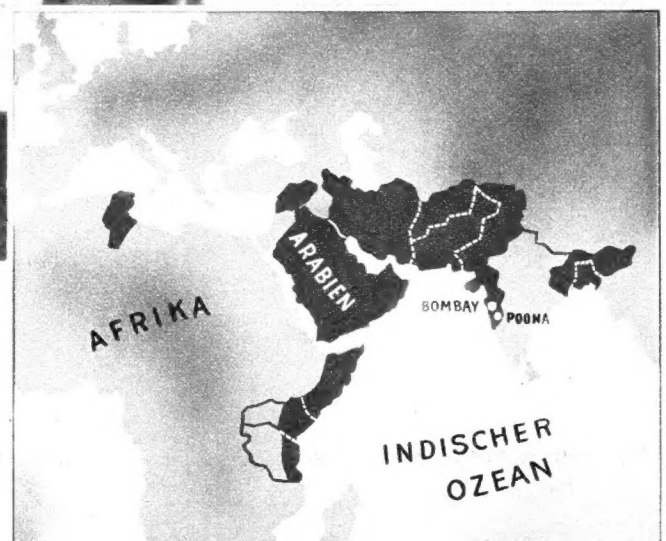 ARABIEN
AFRIKA
BOMBAY
POONA
INDISCHER
OZEAN